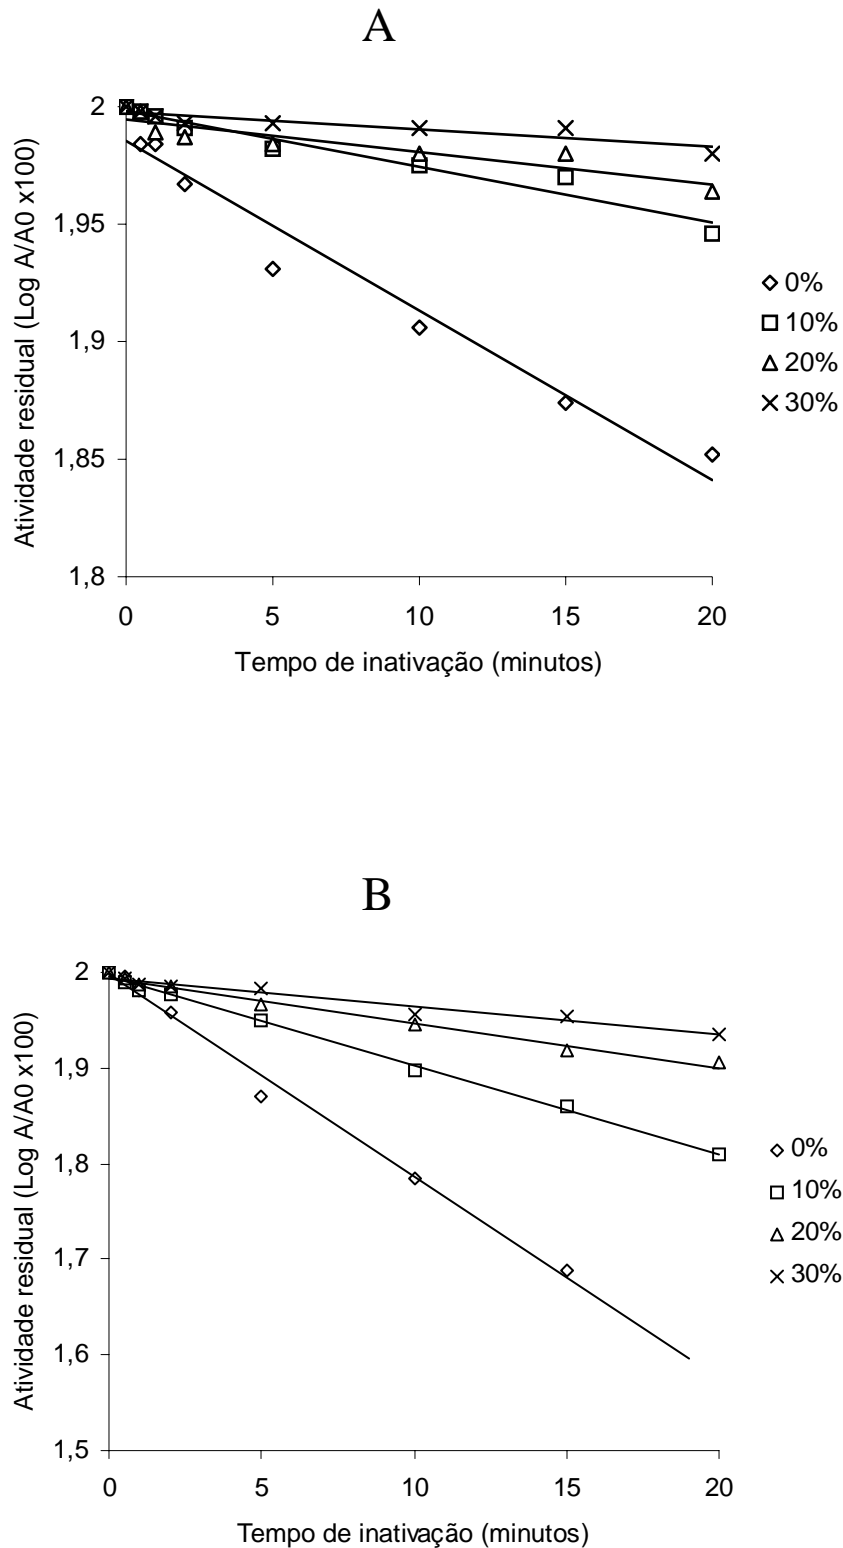 A
2
1,95
1,9
1,85
1,8
Atividade residual (Log A/A0 x100)
0 5 10 15 20
Tempo de inativação (minutos)
0%
10%
20%
30%
B
2
1,9
1,8
1,7
1,6
1,5
Atividade residual (Log A/A0 x100)
0 5 10 15 20
Tempo de inativação (minutos)
0%
10%
20%
30%